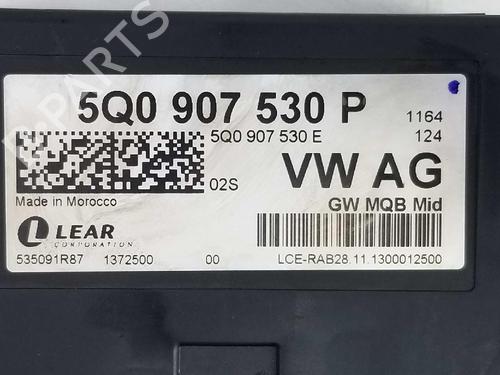 5Q0 907 530 P 1164
5Q0 907 530 E 124
02S VW AG
Made in Morocco GW MQB Mid
LEAR
CORPORATION
535091R87 1372500 00 LCE-RAB28.11.1300012500
B-PARTS